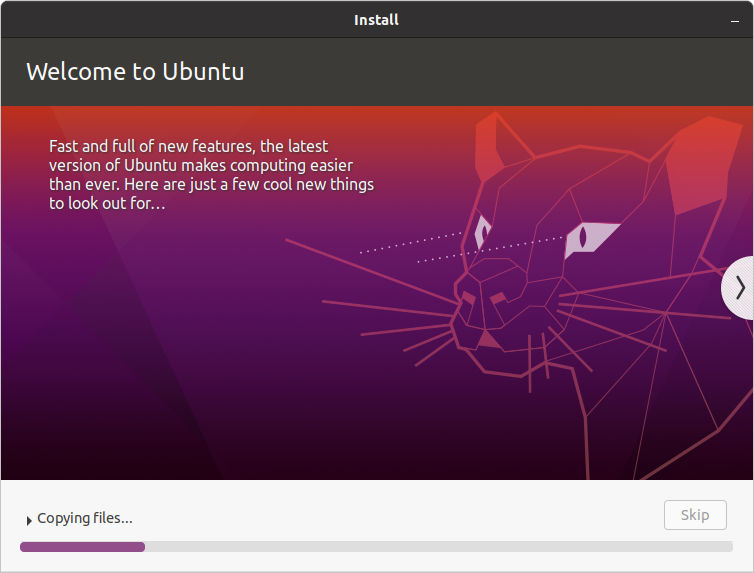 Install
Welcome to Ubuntu
Fast and full of new features, the latest
version of Ubuntu makes computing easier
than ever. Here are just a few cool new things
to look out for…
Copying files...
Skip